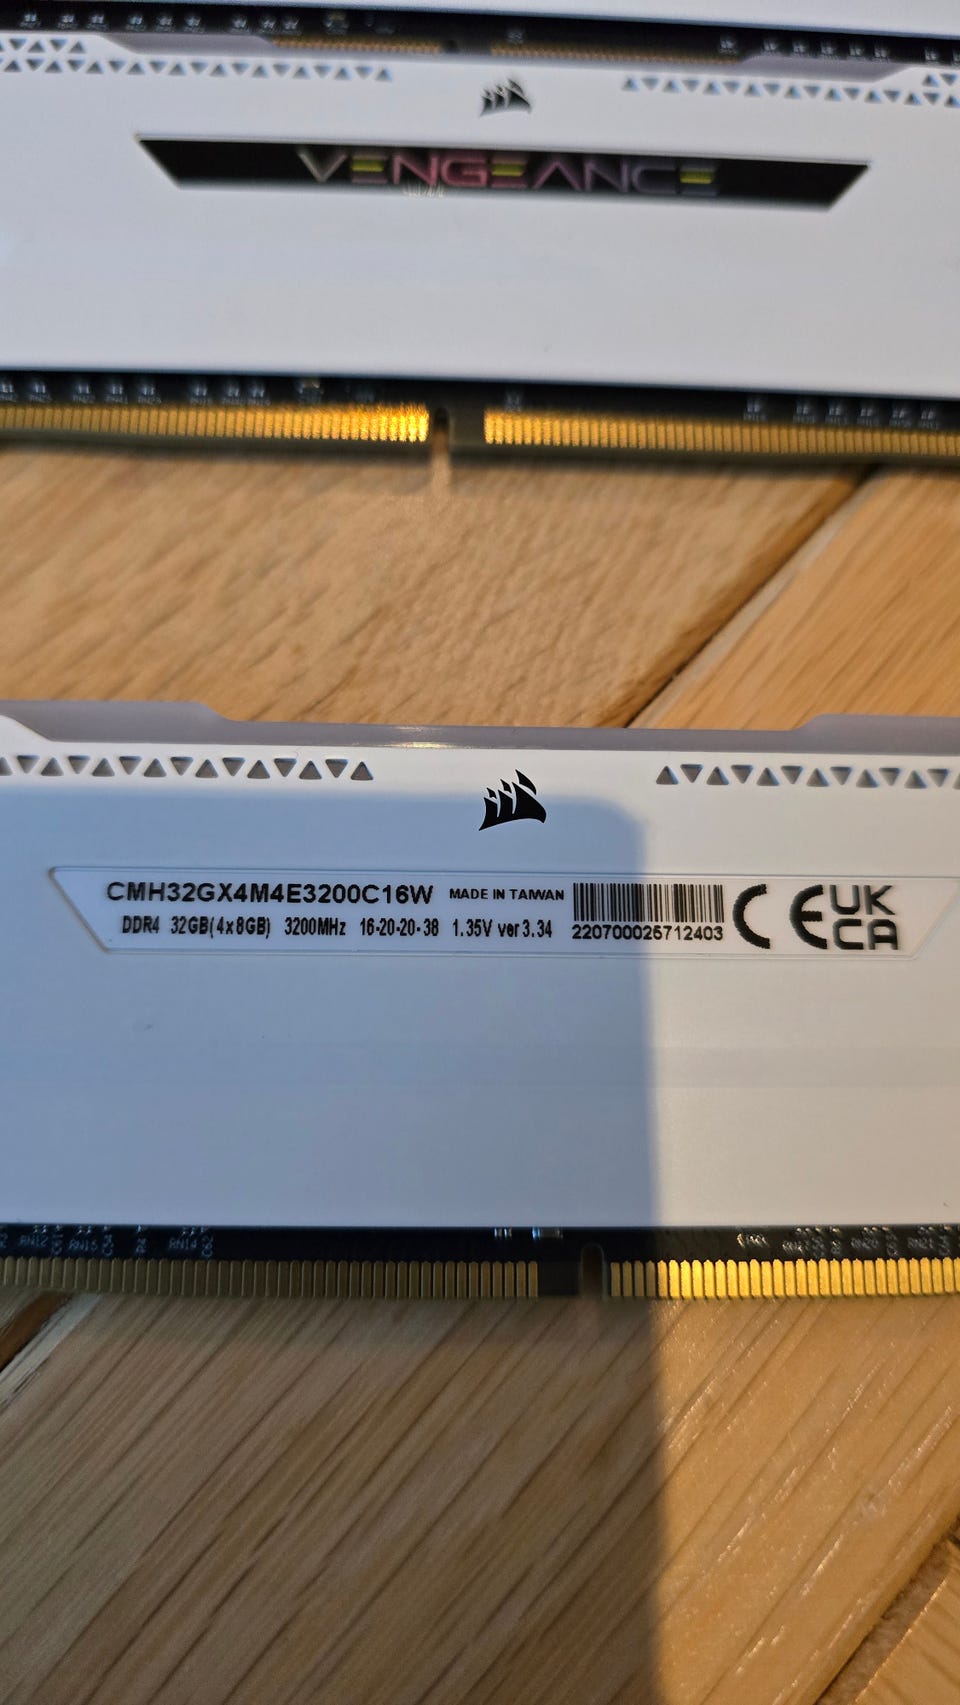 VENGEANCE
CMH32GX4M4E3200C16W MADE IN TAIWAN
DDR4 32GB(4x8GB) 3200MHz 16-20-20-38 1.35V ver3.34
220700025712403
CE
UK
CA